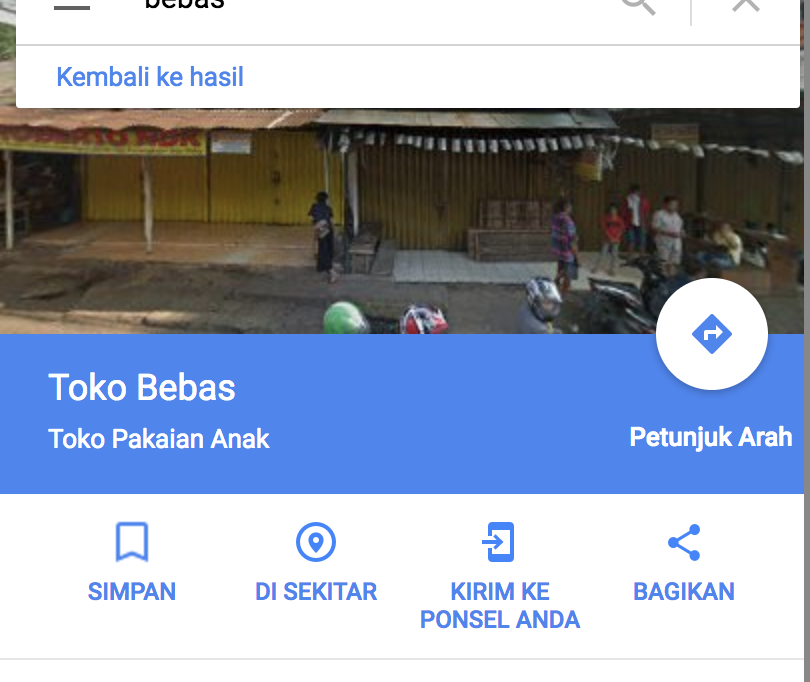 bebas
Kembali ke hasil
Toko Bebas
Toko Pakaian Anak
Petunjuk Arah
SIMPAN
DI SEKITAR
KIRIM KE
PONSEL ANDA
BAGIKAN